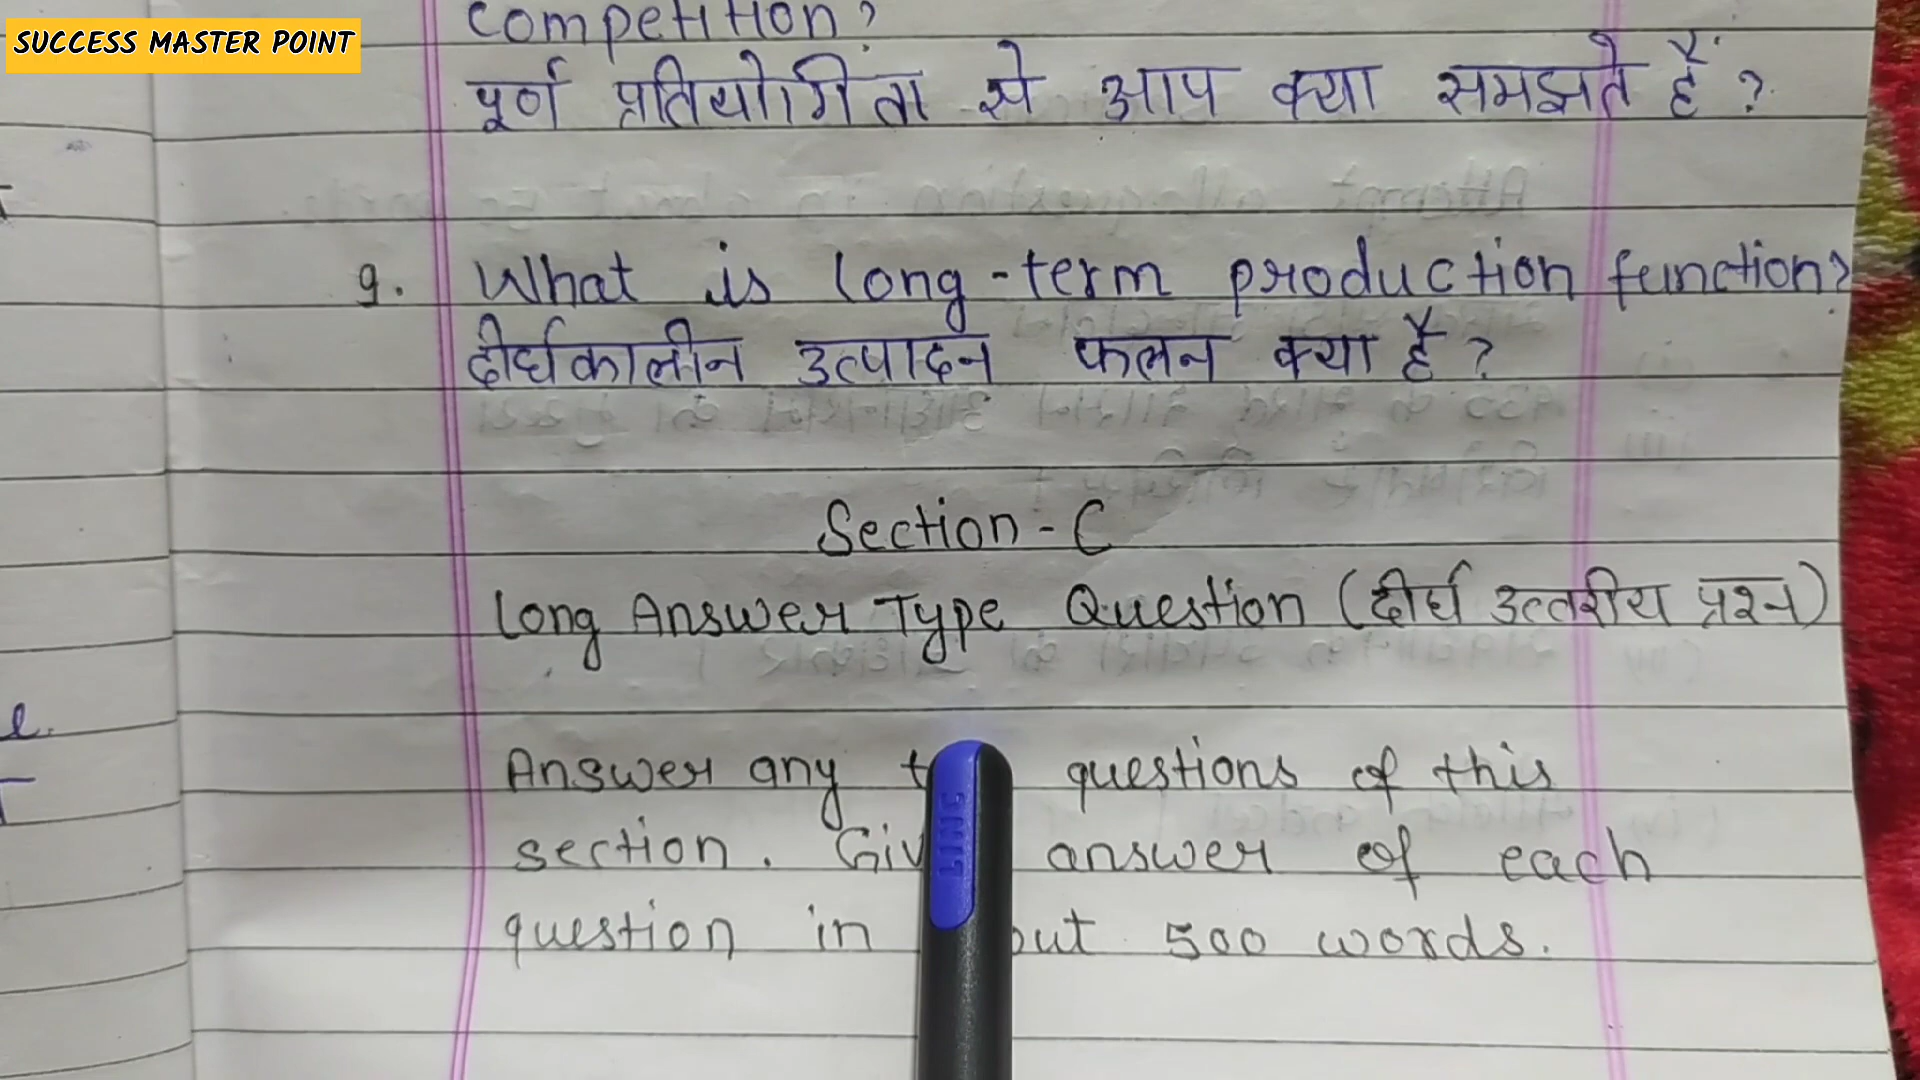 SUCCESS MASTER POINT
competition?
पूर्ण प्रतियोगिता से आप क्या समझते हैं ?
9. What is long-term production function?
दीर्घकालीन उत्पादन फलन क्या है ?
Section - C
Long Answer Type Question (दीर्घ उत्तरीय प्रश्न)
Answer any questions of this
section. answer of each
question in 500 words.